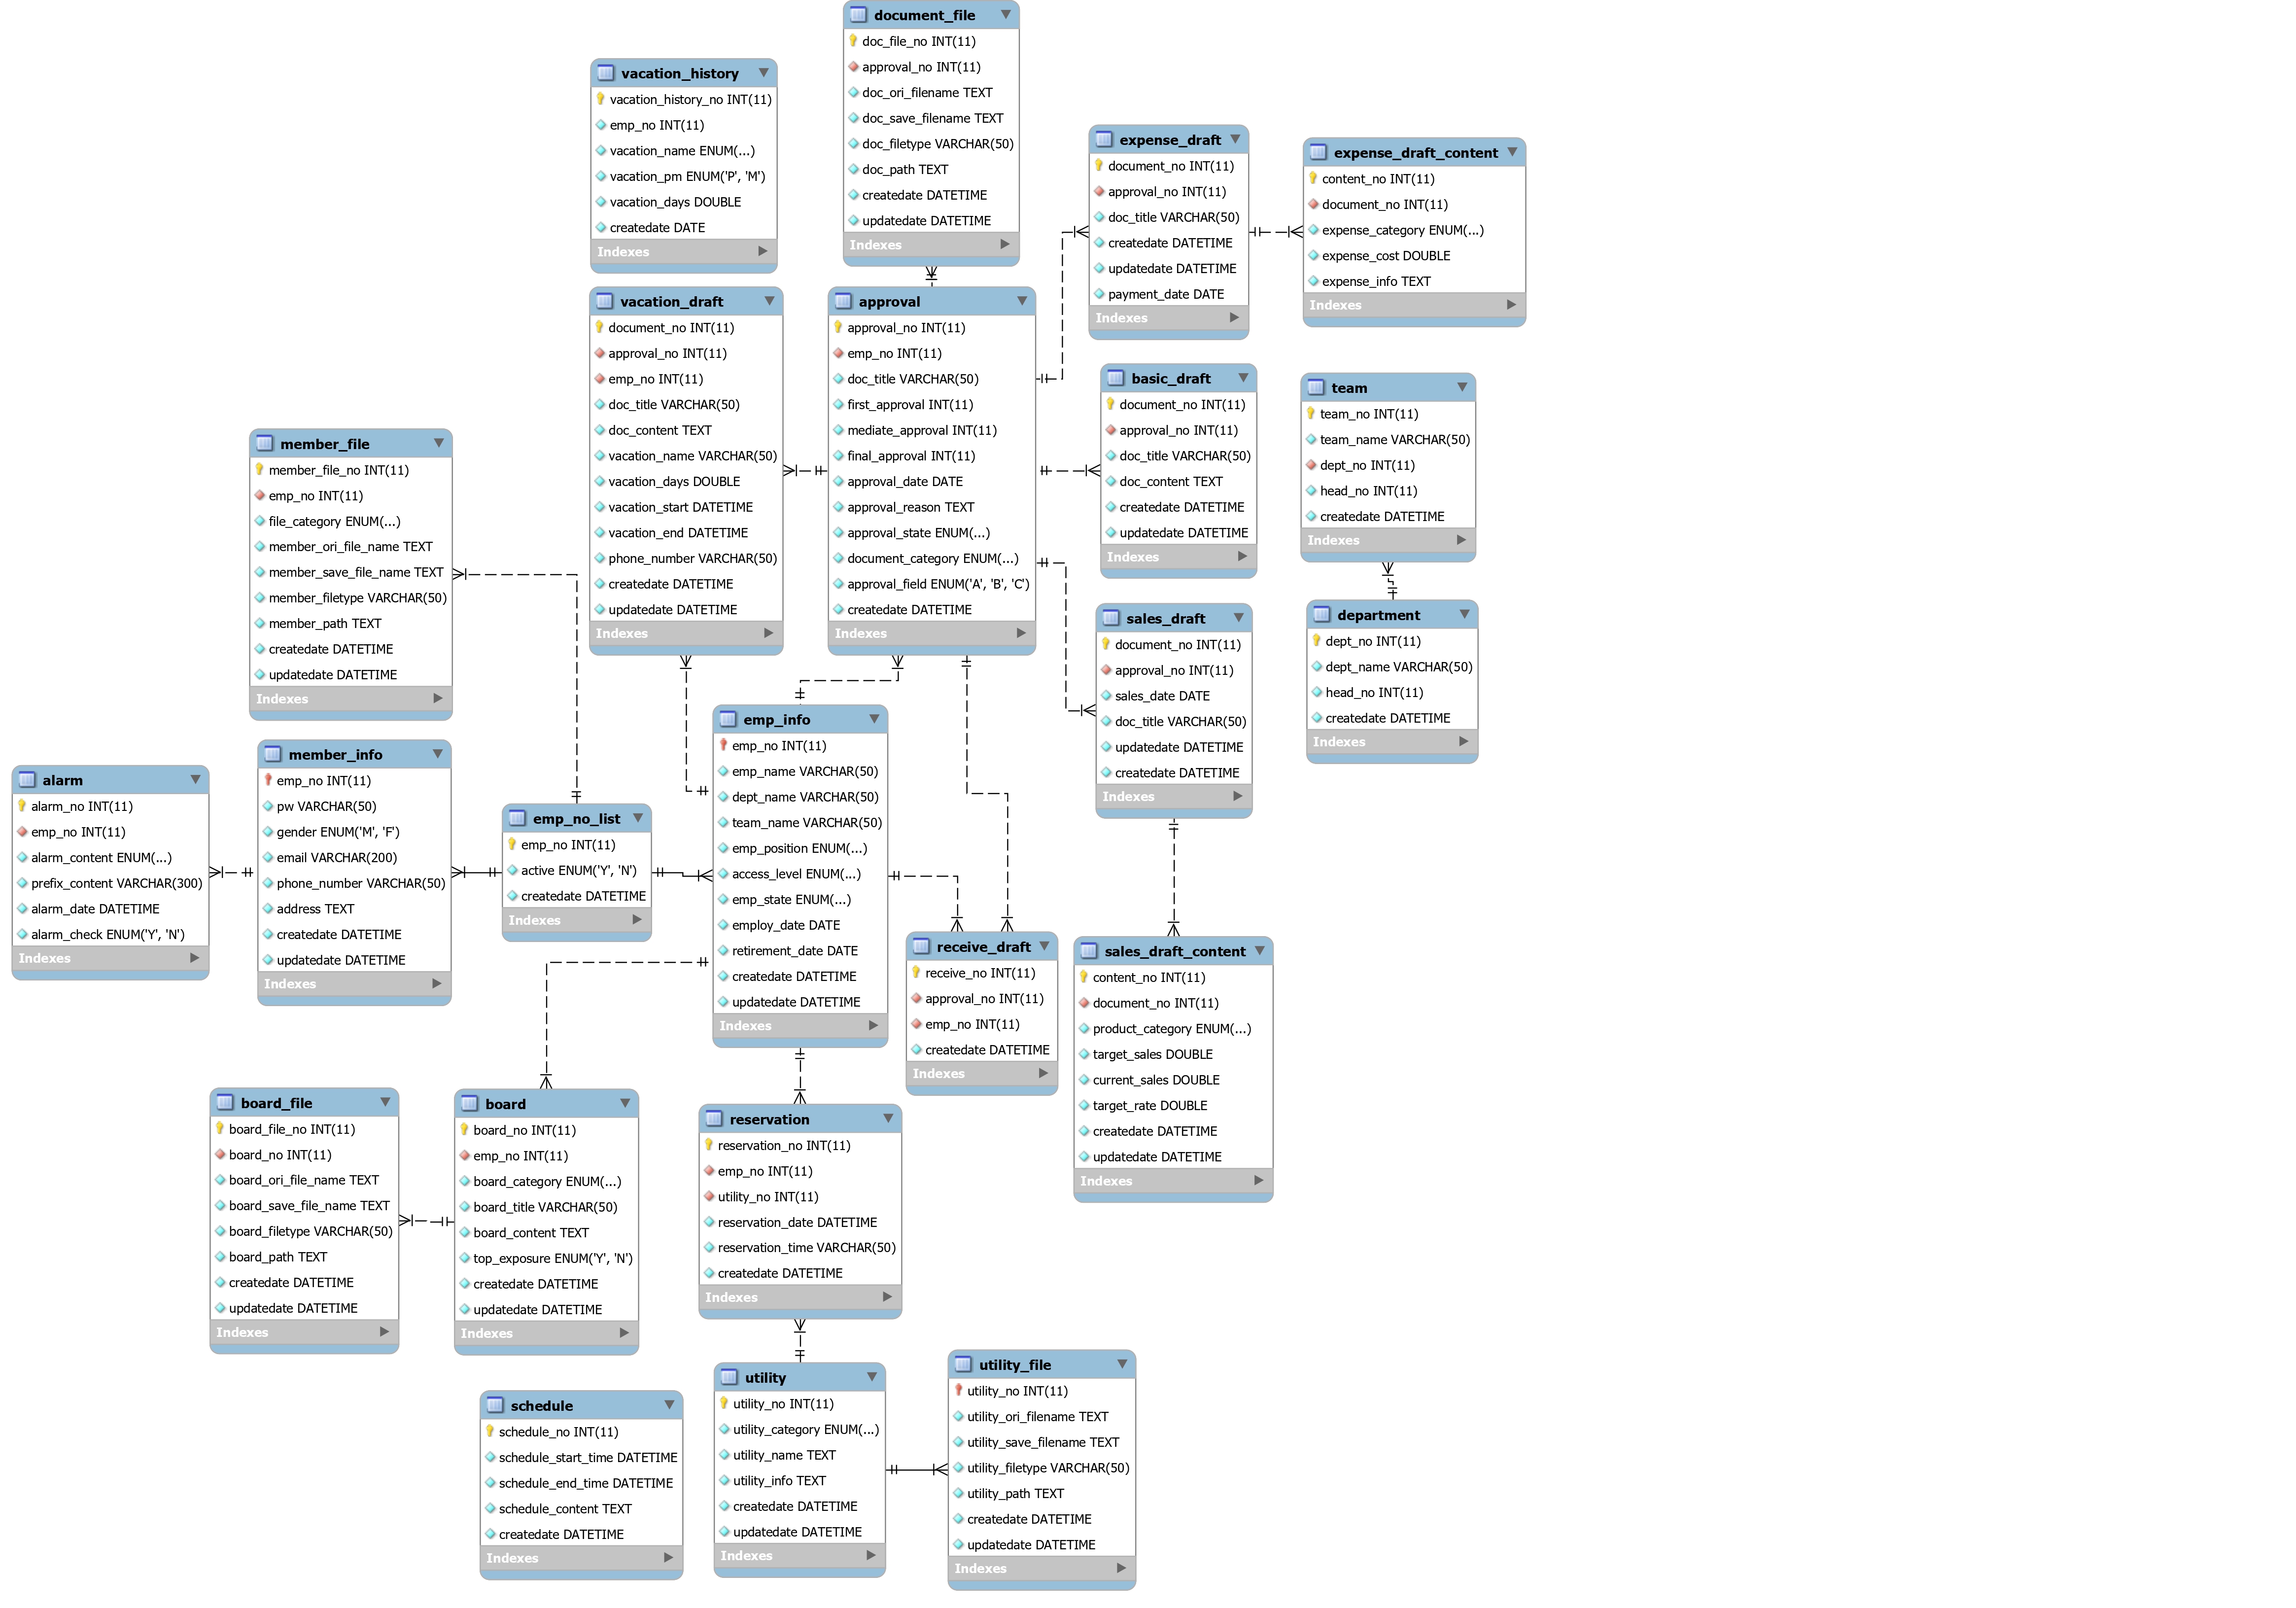 document_file
doc_file_no INT(11)
approval_no INT(11)
doc_ori_filename TEXT
doc_save_filename TEXT
doc_filetype VARCHAR(50)
doc_path TEXT
createdate DATETIME
updatedate DATETIME
Indexes
vacation_history
vacation_history_no INT(11)
emp_no INT(11)
vacation_name ENUM(...)
vacation_pm ENUM('P', 'M')
vacation_days DOUBLE
createdate DATE
Indexes
expense_draft
document_no INT(11)
approval_no INT(11)
doc_title VARCHAR(50)
createdate DATETIME
updatedate DATETIME
payment_date DATE
Indexes
expense_draft_content
content_no INT(11)
document_no INT(11)
expense_category ENUM(...)
expense_cost DOUBLE
expense_info TEXT
Indexes
vacation_draft
document_no INT(11)
approval_no INT(11)
emp_no INT(11)
doc_title VARCHAR(50)
doc_content TEXT
vacation_name VARCHAR(50)
vacation_days DOUBLE
vacation_start DATETIME
vacation_end DATETIME
phone_number VARCHAR(50)
createdate DATETIME
updatedate DATETIME
Indexes
approval
approval_no INT(11)
emp_no INT(11)
doc_title VARCHAR(50)
first_approval INT(11)
mediate_approval INT(11)
final_approval INT(11)
approval_date DATE
approval_reason TEXT
approval_state ENUM(...)
document_category ENUM(...)
approval_field ENUM('A', 'B', 'C')
createdate DATETIME
Indexes
basic_draft
document_no INT(11)
approval_no INT(11)
doc_title VARCHAR(50)
doc_content TEXT
createdate DATETIME
updatedate DATETIME
Indexes
team
team_no INT(11)
team_name VARCHAR(50)
dept_no INT(11)
head_no INT(11)
createdate DATETIME
Indexes
member_file
member_file_no INT(11)
emp_no INT(11)
file_category ENUM(...)
member_ori_file_name TEXT
member_save_file_name TEXT
member_filetype VARCHAR(50)
member_path TEXT
createdate DATETIME
updatedate DATETIME
Indexes
sales_draft
document_no INT(11)
approval_no INT(11)
sales_date DATE
doc_title VARCHAR(50)
updatedate DATETIME
createdate DATETIME
Indexes
department
dept_no INT(11)
dept_name VARCHAR(50)
head_no INT(11)
createdate DATETIME
Indexes
alarm
alarm_no INT(11)
emp_no INT(11)
alarm_content ENUM(...)
prefix_content VARCHAR(300)
alarm_date DATETIME
alarm_check ENUM('Y', 'N')
Indexes
member_info
emp_no INT(11)
pw VARCHAR(50)
gender ENUM('M', 'F')
email VARCHAR(200)
phone_number VARCHAR(50)
address TEXT
createdate DATETIME
updatedate DATETIME
Indexes
emp_no_list
emp_no INT(11)
active ENUM('Y', 'N')
createdate DATETIME
Indexes
emp_info
emp_no INT(11)
emp_name VARCHAR(50)
dept_name VARCHAR(50)
team_name VARCHAR(50)
emp_position ENUM(...)
access_level ENUM(...)
emp_state ENUM(...)
employ_date DATE
retirement_date DATE
createdate DATETIME
updatedate DATETIME
Indexes
receive_draft
receive_no INT(11)
approval_no INT(11)
emp_no INT(11)
createdate DATETIME
Indexes
sales_draft_content
content_no INT(11)
document_no INT(11)
product_category ENUM(...)
target_sales DOUBLE
current_sales DOUBLE
target_rate DOUBLE
createdate DATETIME
updatedate DATETIME
Indexes
board_file
board_file_no INT(11)
board_no INT(11)
board_ori_file_name TEXT
board_save_file_name TEXT
board_filetype VARCHAR(50)
board_path TEXT
createdate DATETIME
updatedate DATETIME
Indexes
board
board_no INT(11)
emp_no INT(11)
board_category ENUM(...)
board_title VARCHAR(50)
board_content TEXT
top_exposure ENUM('Y', 'N')
createdate DATETIME
updatedate DATETIME
Indexes
reservation
reservation_no INT(11)
emp_no INT(11)
utility_no INT(11)
reservation_date DATETIME
reservation_time VARCHAR(50)
createdate DATETIME
Indexes
schedule
schedule_no INT(11)
schedule_start_time DATETIME
schedule_end_time DATETIME
schedule_content TEXT
createdate DATETIME
Indexes
utility
utility_no INT(11)
utility_category ENUM(...)
utility_name TEXT
utility_info TEXT
createdate DATETIME
updatedate DATETIME
Indexes
utility_file
utility_no INT(11)
utility_ori_filename TEXT
utility_save_filename TEXT
utility_filetype VARCHAR(50)
utility_path TEXT
createdate DATETIME
updatedate DATETIME
Indexes